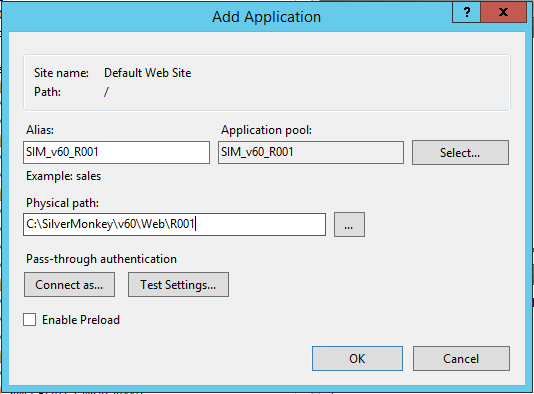 Add Application
?
X
Site name: Default Web Site
Path: /
Alias: Application pool:
SIM_v60_R001 SIM_v60_R001 Select...
Example: sales
Physical path:
C:\SilverMonkey\v60\Web\R001 ...
Pass-through authentication
Connect as... Test Settings...
Enable Preload
OK Cancel